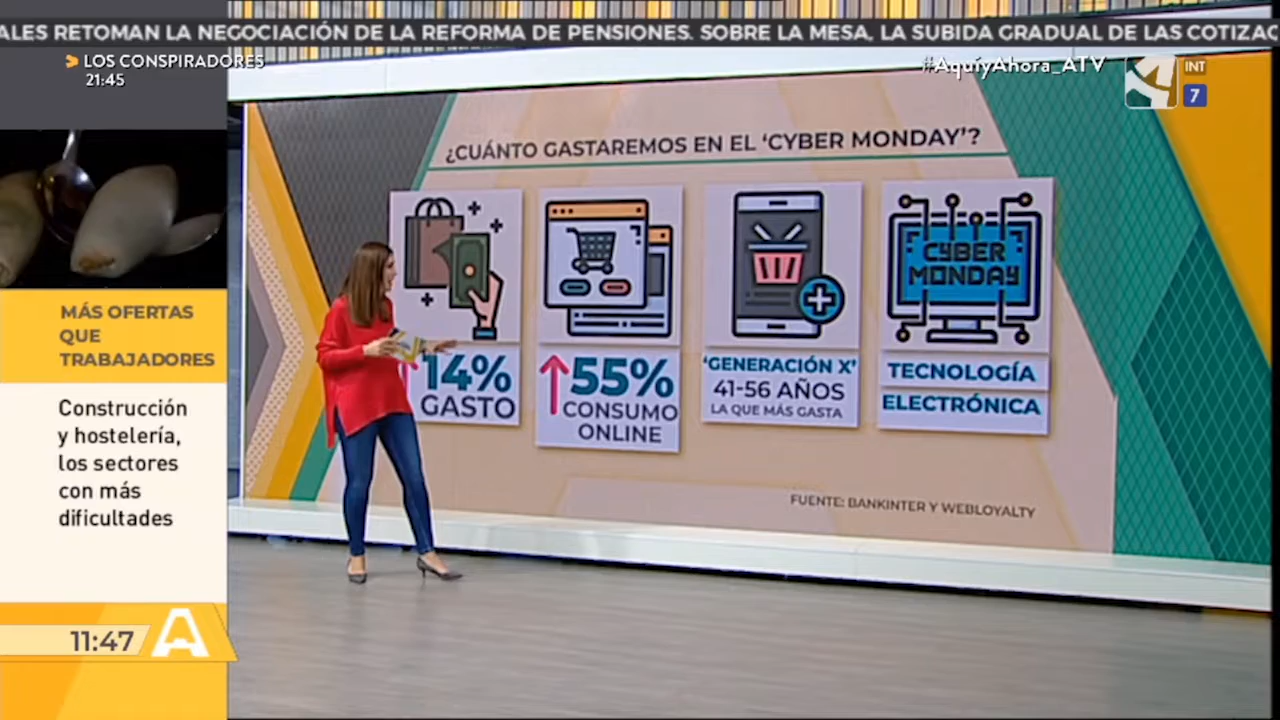 ALES RETOMAN LA NEGOCIACIÓN DE LA REFORMA DE PENSIONES. SOBRE LA MESA, LA SUBIDA GRADUAL DE LAS COTIZAC
LOS CONSPIRADORES
21:45
#AquíyAhora_ATV
INT
7
¿CUÁNTO GASTAREMOS EN EL ‘CYBER MONDAY’?
14%
GASTO
55%
CONSUMO
ONLINE
‘GENERACIÓN X’
41-56 AÑOS
LA QUE MÁS GASTA
CYBER
MONDAY
TECNOLOGÍA
ELECTRÓNICA
FUENTE: BANKINTER Y WEBLOYALTY
MÁS OFERTAS
QUE
TRABAJADORES
Construcción
y hostelería,
los sectores
con más
dificultades
11:47
A